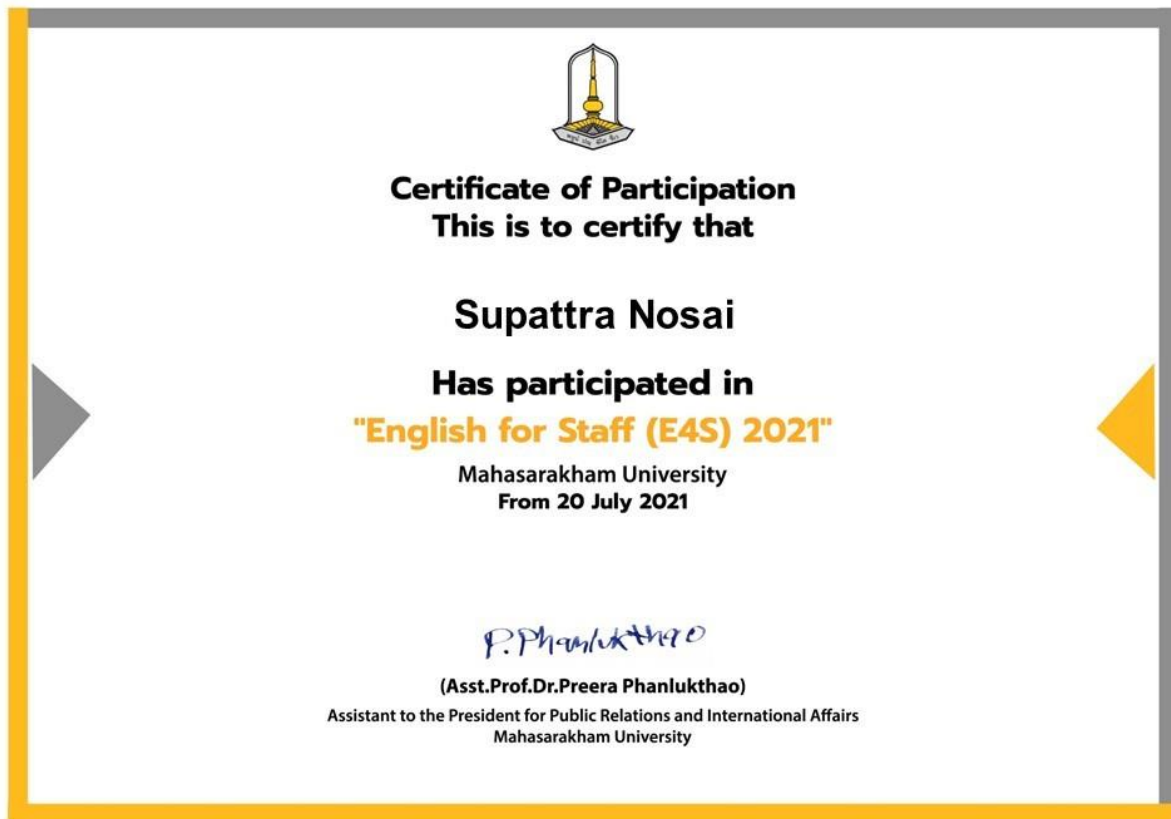 Certificate of Participation
This is to certify that
Supattra Nosai
Has participated in
"English for Staff (E4S) 2021"
Mahasarakham University
From 20 July 2021
P.Phanlukthao
(Asst.Prof.Dr.Preera Phanlukthao)
Assistant to the President for Public Relations and International Affairs
Mahasarakham University